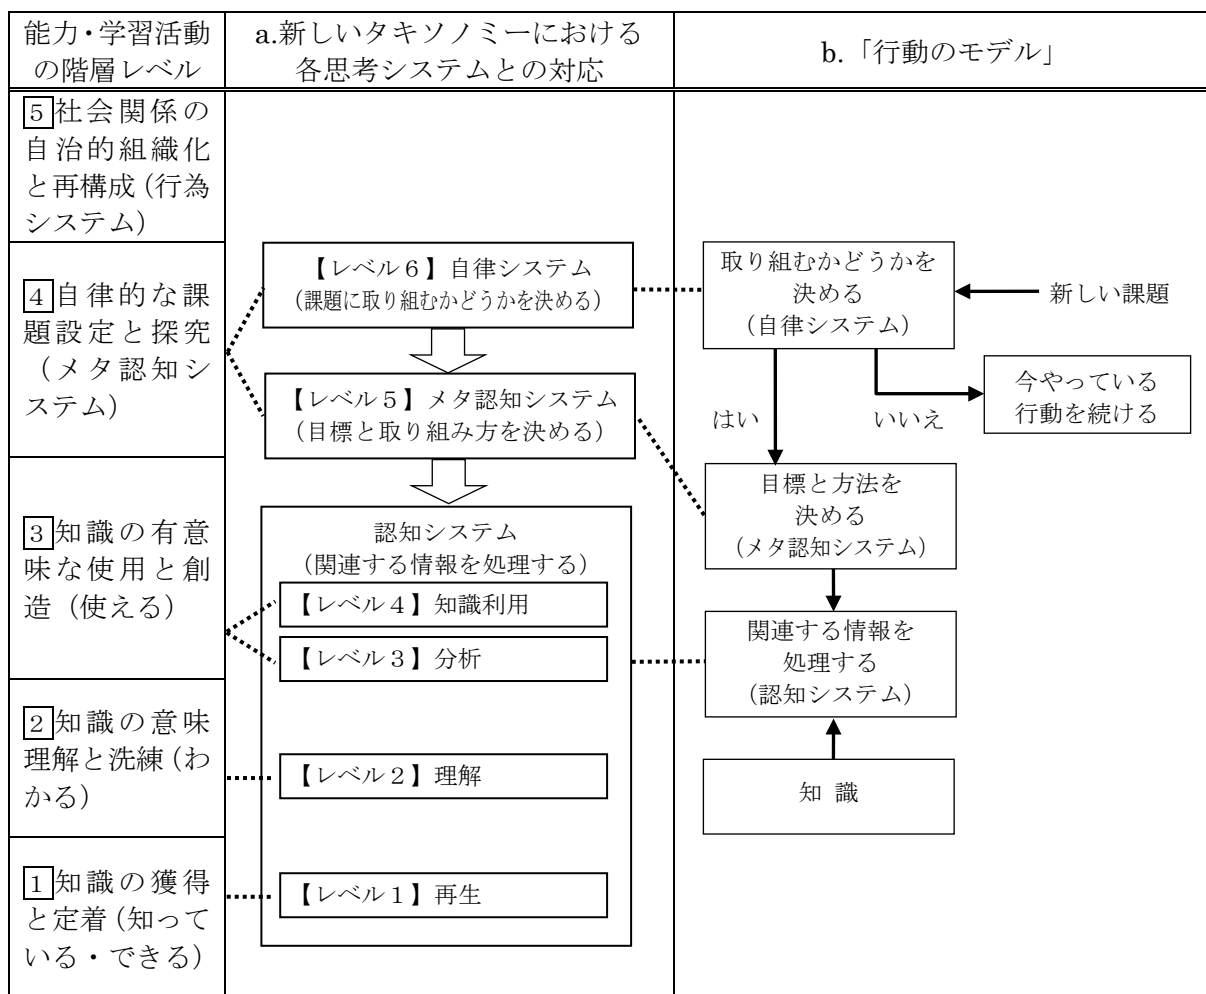 能力・学習活動
の階層レベル
a.新しいタキソノミーにおける
各思考システムとの対応
b.「行動のモデル」
5社会関係の
自治的組織化
と再構成(行為
システム)
4自律的な課
題設定と探究
(メタ認知シ
ステム)
3知識の有意
味な使用と創
造(使える)
2知識の意味
理解と洗練(わ
かる)
1知識の獲得
と定着(知って
いる・できる)
【レベル6】自律システム
(課題に取り組むかどうかを決める)
【レベル5】メタ認知システム
(目標と取り組み方を決める)
認知システム
(関連する情報を処理する)
【レベル4】知識利用
【レベル3】分析
【レベル2】理解
【レベル1】再生
取り組むかどうかを
決める
(自律システム)
新しい課題
はい
いいえ
今やっている
行動を続ける
目標と方法を
決める
(メタ認知システム)
関連する情報を
処理する
(認知システム)
知 識